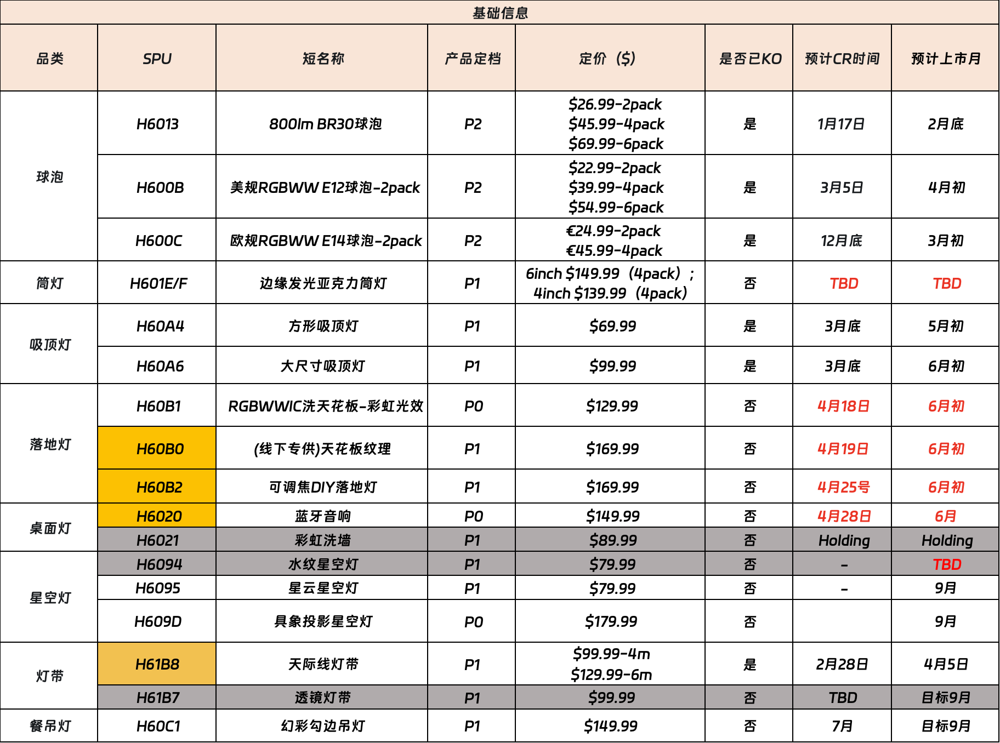 基础信息
品类 SPU 短名称 产品定档 定价（$） 是否已KO 预计CR时间 预计上市月
球泡
H6013 800lm BR30球泡 P2 $26.99-2pack
$45.99-4pack
$69.99-6pack 是 1月17日 2月底
H600B 美规RGBWW E12球泡-2pack P2 $22.99-2pack
$39.99-4pack
$54.99-6pack 是 3月5日 4月初
H600C 欧规RGBWW E14球泡-2pack P2 €24.99-2pack
€45.99-4pack 是 12月底 3月初
筒灯 H601E/F 边缘发光亚克力筒灯 P1 6inch $149.99（4pack）;
4inch $139.99（4pack） 否 TBD TBD
吸顶灯
H60A4 方形吸顶灯 P1 $69.99 是 3月底 5月初
H60A6 大尺寸吸顶灯 P1 $99.99 是 3月底 6月初
落地灯
H60B1 RGBWWIC洗天花板-彩虹光效 P0 $129.99 否 4月18日 6月初
H60B0 (线下专供)天花板纹理 P1 $169.99 否 4月19日 6月初
H60B2 可调焦DIY落地灯 P1 $169.99 否 4月25号 6月初
桌面灯
H6020 蓝牙音响 P0 $149.99 否 4月28日 6月
H6021 彩虹洗墙 P1 $89.99 否 Holding Holding
星空灯
H6094 水纹星空灯 P1 $79.99 否 - TBD
H6095 星云星空灯 P1 $79.99 否 - 9月
H609D 具象投影星空灯 P0 $179.99 否 9月
灯带
H61B8 天际线灯带 P1 $99.99-4m
$129.99-6m 是 2月28日 4月5日
H61B7 透镜灯带 P1 $99.99 否 TBD 目标9月
餐吊灯 H60C1 幻彩勾边吊灯 P1 $149.99 否 7月 目标9月